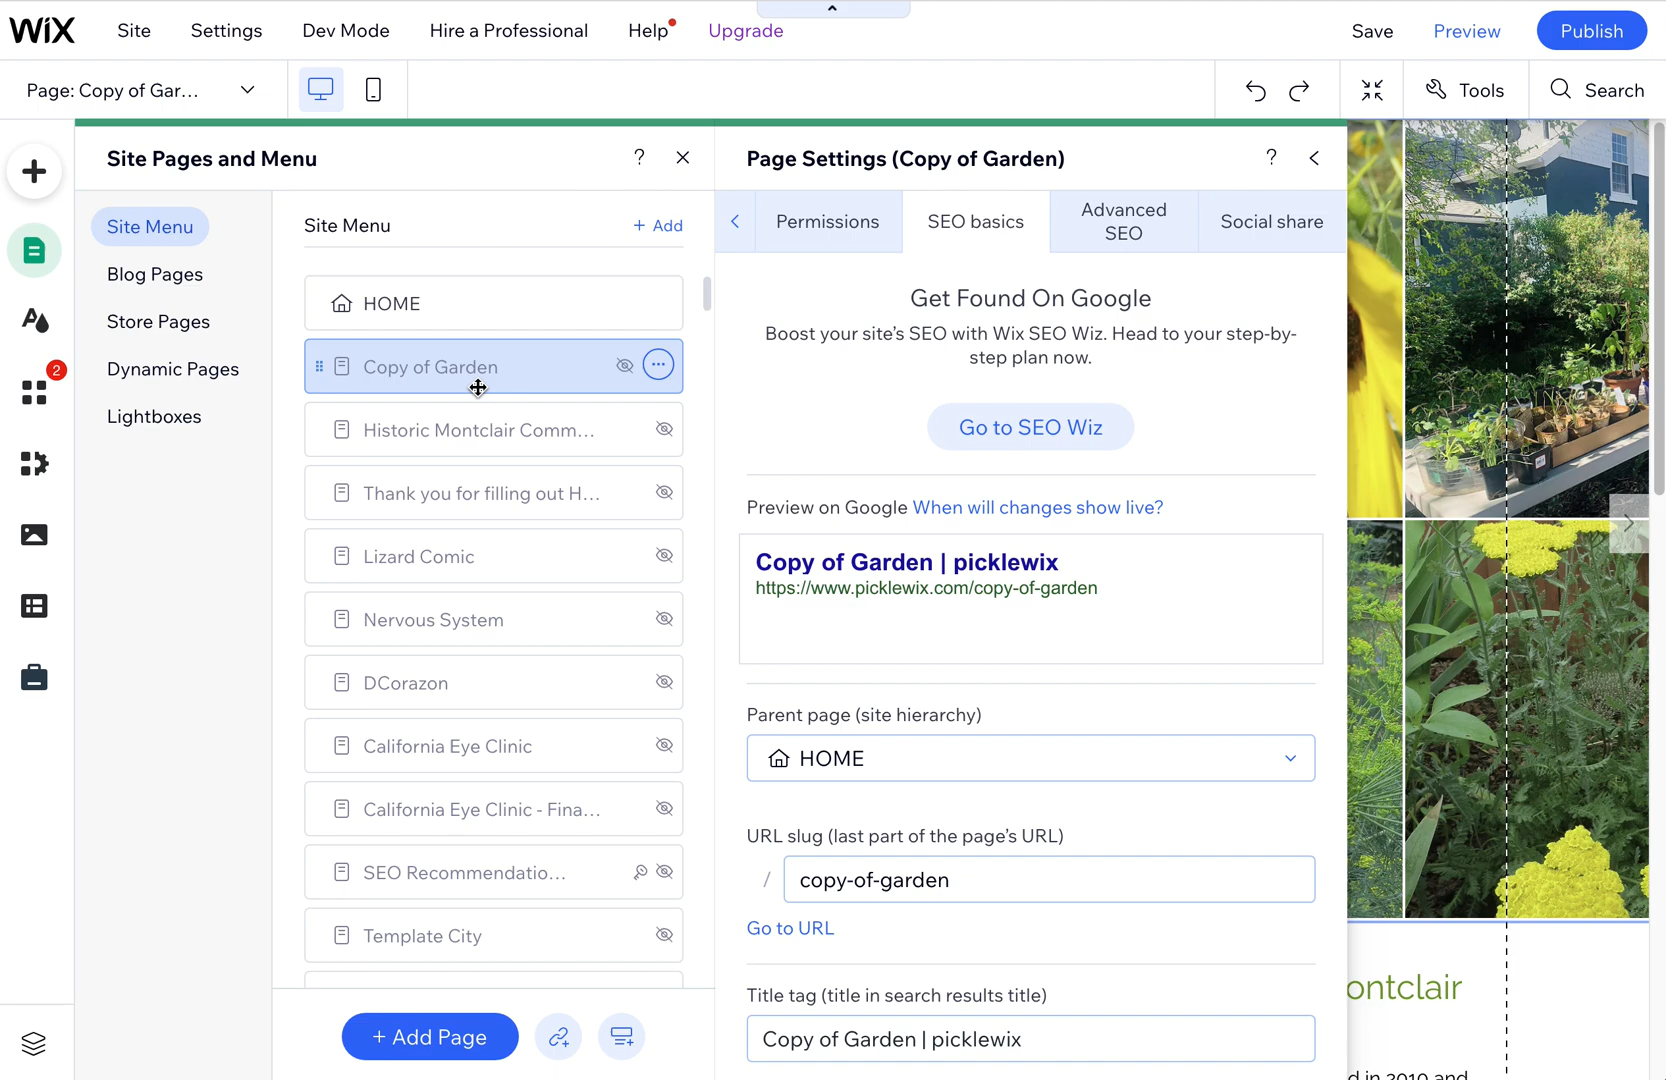 WiX
Site
Settings
Dev Mode
Hire a Professional
Help
Upgrade
Save
Preview
Publish
Page: Copy of Gar...
Tools
Search
Site Pages and Menu
?
Site Menu
Blog Pages
Store Pages
Dynamic Pages
Lightboxes
2
Site Menu
+ Add
HOME
Copy of Garden
Historic Montclair Comm...
Thank you for filling out H...
Lizard Comic
Nervous System
DCorazon
California Eye Clinic
California Eye Clinic - Fina...
SEO Recommendatio...
Template City
+ Add Page
Page Settings (Copy of Garden)
?
Permissions
SEO basics
Advanced
SEO
Social share
Get Found On Google
Boost your site's SEO with Wix SEO Wiz. Head to your step-by-
step plan now.
Go to SEO Wiz
Preview on Google When will changes show live?
Copy of Garden | picklewix
https://www.picklewix.com/copy-of-garden
Parent page (site hierarchy)
HOME
URL slug (last part of the page's URL)
/ copy-of-garden
Go to URL
Title tag (title in search results title)
Copy of Garden | picklewix
ontclair
d in 2010 and